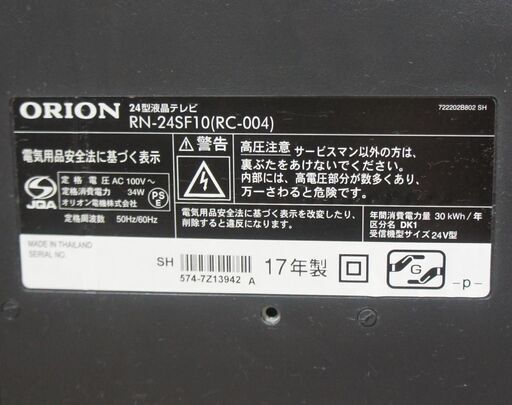 ORION
24型液晶テレビ
RN-24SF10(RC-004)
722202B802 SH
電気用品安全法に基づく表示
定格電圧 AC 100V～
定格消費電力 34W
オリオン電機株式会社
定格周波数 50Hz/60Hz
JQA
PS
E
警告
高圧注意 サービスマン以外の方は、
裏ぶたをあけないでください。
内部には、高電圧部分が数多くあり、
万一さわると危険です。
電気用品安全法に基づく表示を改変したり、
削除すると違反になります。
年間消費電力量 30 kWh/年
区分名 DK1
受信機型サイズ 24V型
MADE IN THAILAND
SERIAL NO.
SH
574-7Z13942 A
17年製
G
-p-